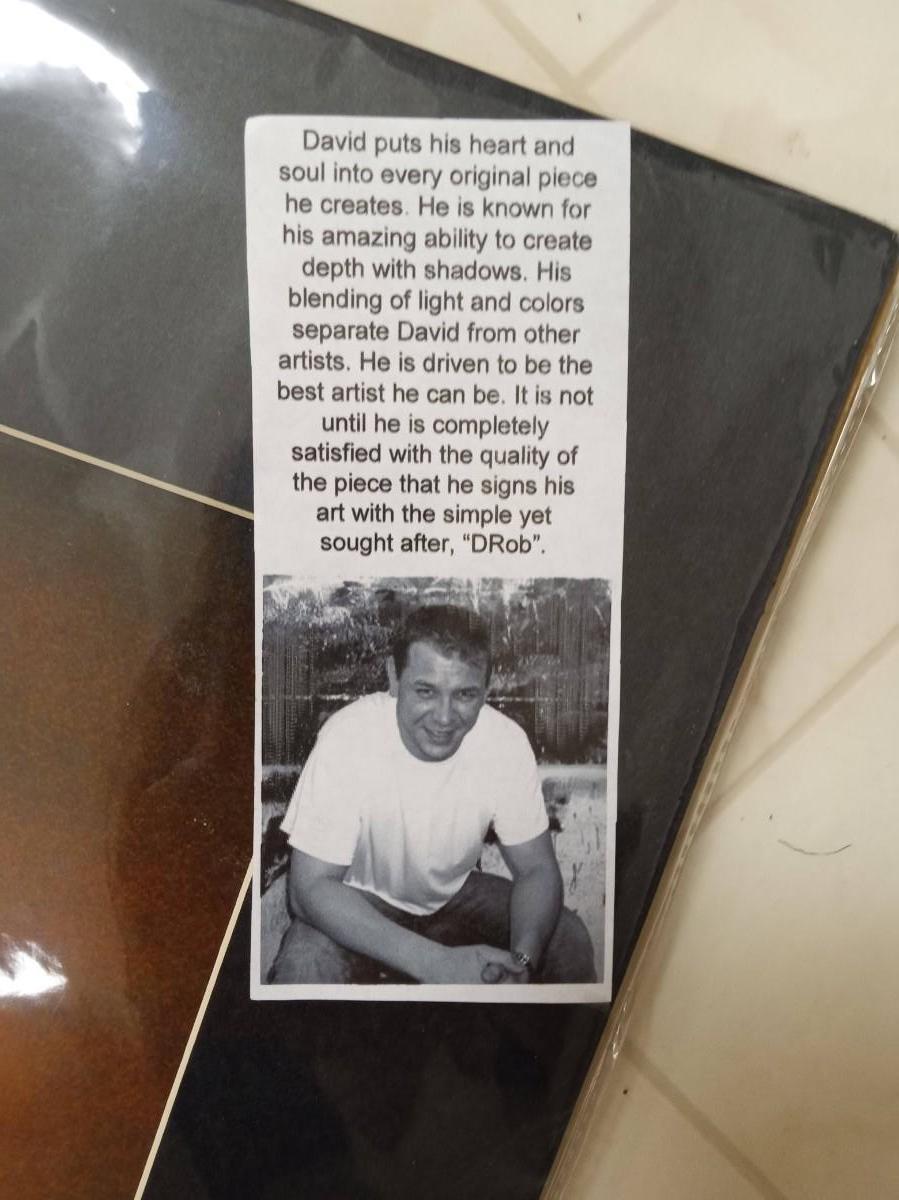 David puts his heart and
soul into every original piece
he creates. He is known for
his amazing ability to create
depth with shadows. His
blending of light and colors
separate David from other
artists. He is driven to be the
best artist he can be. It is not
until he is completely
satisfied with the quality of
the piece that he signs his
art with the simple yet
sought after, “DRob”.